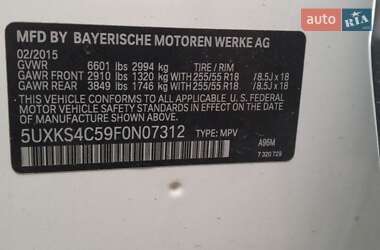 auto RIA
MFD BY BAYERISCHE MOTOREN WERKE AG
02/2015
GVWR 6601 lbs 2994 kg TIRE / RIM
GAWR FRONT 2910 lbs 1320 kg WITH 255/55 R18 /8.5J x 18
GAWR REAR 3849 lbs 1746 kg WITH 255/55 R18 /8.5J x 18
THIS VEHICLE CONFORMS TO ALL APPLICABLE U.S. FEDERAL
MOTOR VEHICLE SAFETY STANDARDS IN EFFECT ON THE
DATE OF MANUFACTURE SHOWN ABOVE.
5UXKS4C59F0N07312 TYPE: MPV
A96M
7 320 729